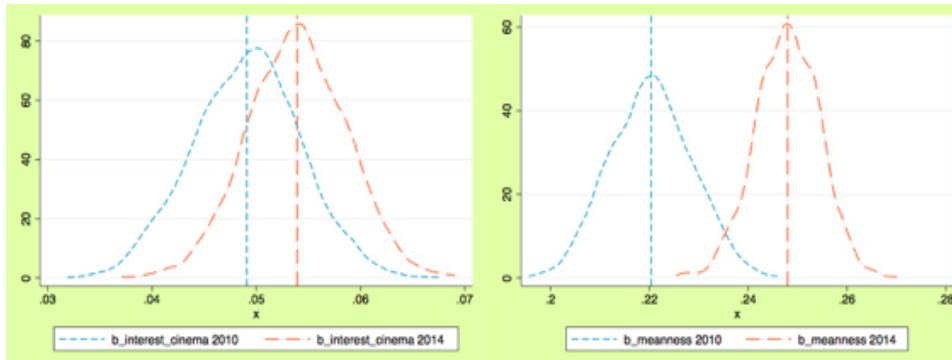 80
60
40
20
0
.03 .04 .05 .06 .07
x
b_interest_cinema 2010 b_interest_cinema 2014
60
40
20
0
.2 .22 .24 .26 .28
x
b_meanness 2010 b_meanness 2014